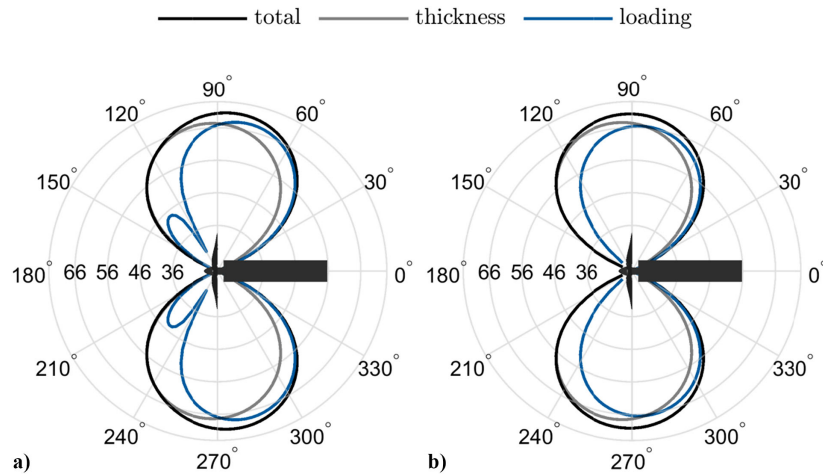 total thickness loading
90° 90°
120° 60° 120° 60°
150° 30° 150° 30°
180° 66 56 46 36 0° 180° 66 56 46 36 0°
210° 330° 210° 330°
240° 300° 240° 300°
a) 270° b) 270°